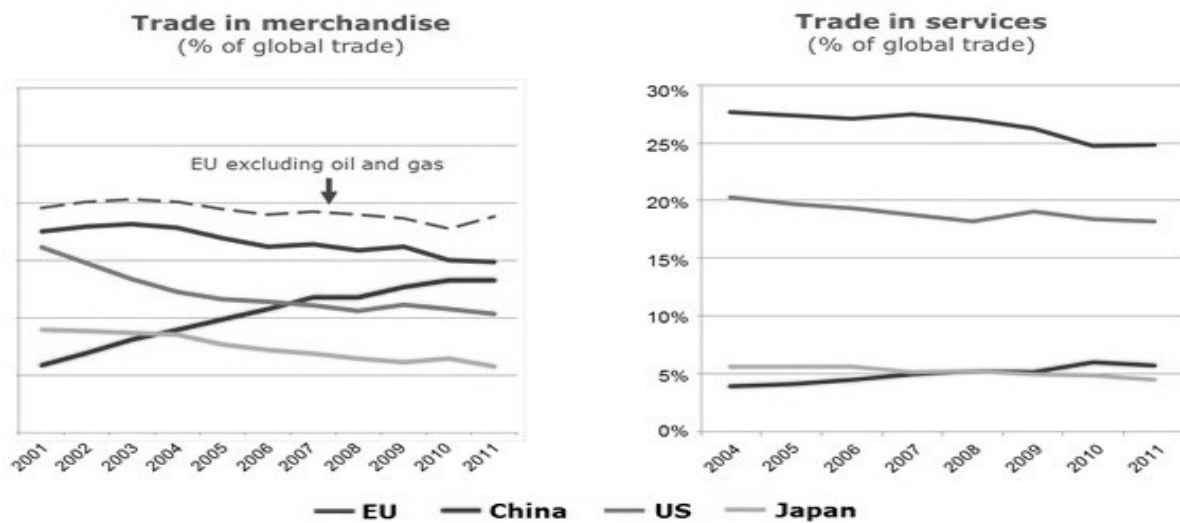 Trade in merchandise
(% of global trade)
EU excluding oil and gas
2001 2002 2003 2004 2005 2006 2007 2008 2009 2010 2011
Trade in services
(% of global trade)
30%
25%
20%
15%
10%
5%
0%
2004 2005 2006 2007 2008 2009 2010 2011
EU China US Japan